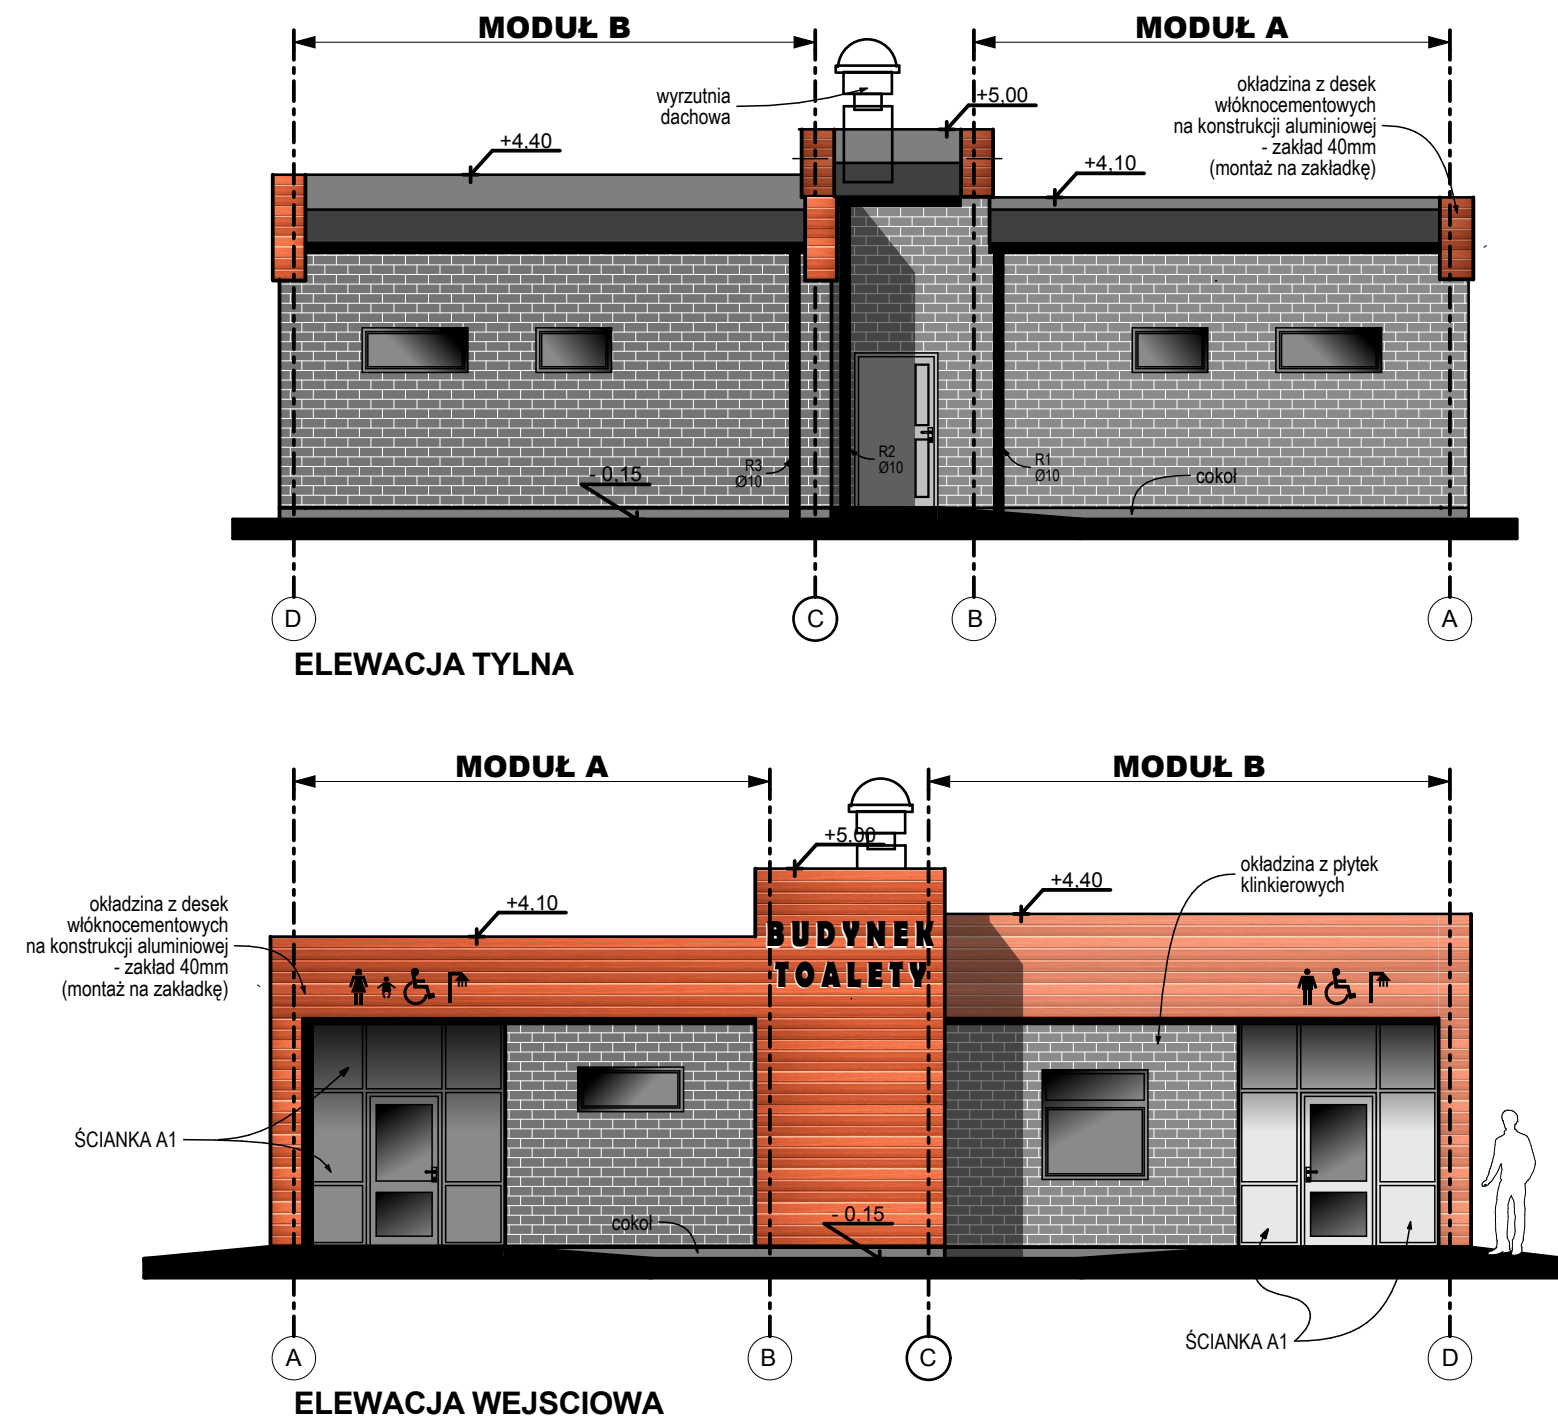 MODUŁ B
MODUŁ A
wyrzutnia
dachowa
+5,00
okładzina z desek
włóknocementowych
na konstrukcji aluminiowej
- zakład 40mm
(montaż na zakładkę)
+4,40
+4,10
R3
Ø10
R2
Ø10
R1
Ø10
- 0,15
cokoł
D
C
B
A
ELEWACJA TYLNA
MODUŁ A
MODUŁ B
+5,00
okładzina z płytek
klinkierowych
+4,40
okładzina z desek
włóknocementowych
na konstrukcji aluminiowej
- zakład 40mm
(montaż na zakładkę)
+4,10
BUDYNEK
TOALETY
ŚCIANKA A1
cokoł
- 0,15
ŚCIANKA A1
A
B
C
D
ELEWACJA WEJSCIOWA